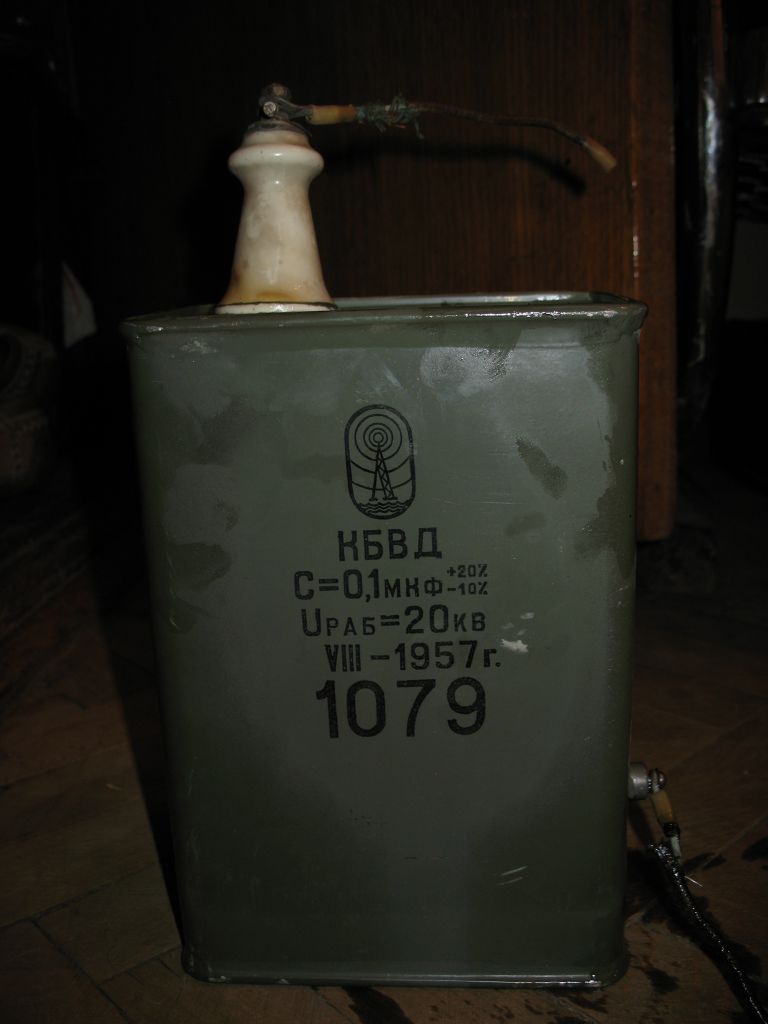 КБВД
C=0,1мкФ +20% -10%
Uраб=20кв
VIII-1957г.
1079